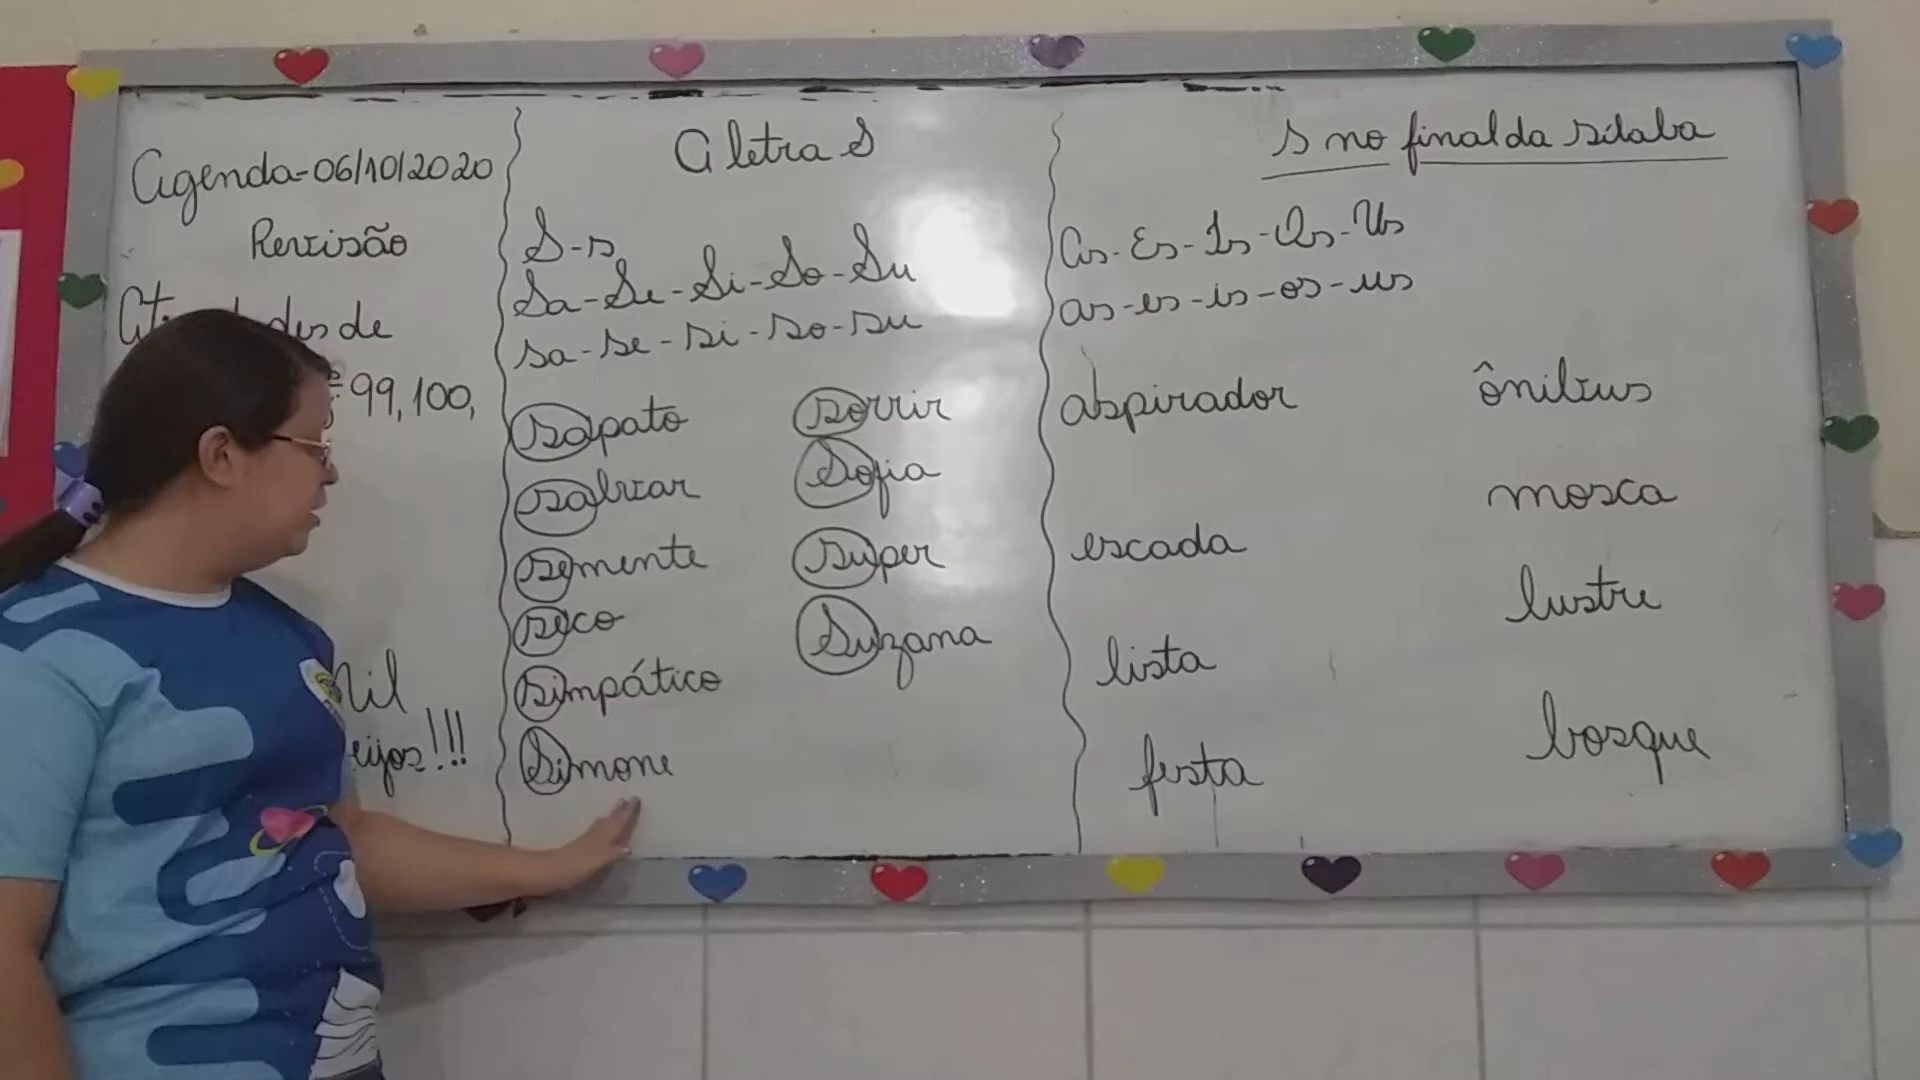 Agenda-06/10/2020
Revisão
des de
99, 100,
Mil
eijos!!!
A letra S
S-s
Sa-Se-Si-So-Su
sa-se-si-so-su
sapato
salvar
semente
seco
simpático
Simone
sorrir
Sofia
super
Suzana
s no final da sílaba
As-Es-Is-Os-Us
as-es-is-os-us
aspirador
escada
lista
festa
ônibus
mosca
lustre
bosque